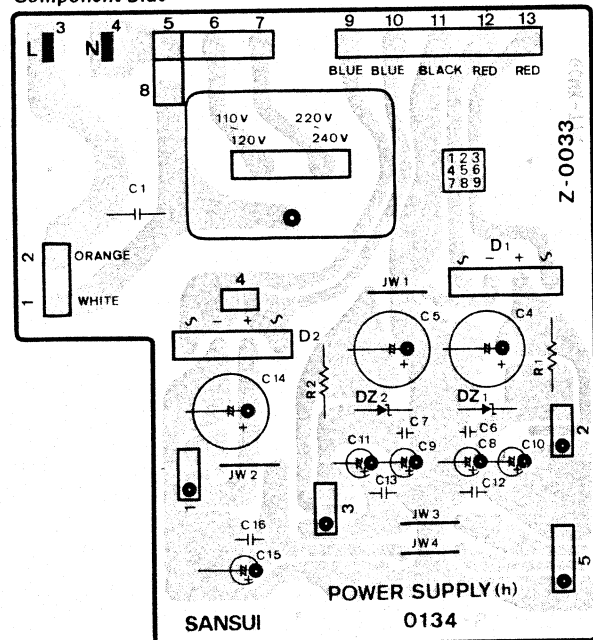 Component Side
3 4 5 6 7 9 10 11 12 13
L N
BLUE BLUE BLACK RED RED
8
110V 220V
120V 240V
1 2 3
4 5 6
7 8 9
Z-0033
C1
2 ORANGE
1 WHITE
4
∽ - + ∽
D2
JW1
D1
∽ - + ∽
C5 C4
+ +
R2 R1
C14
+
DZ2 DZ1
C7 C6
2
C11 C9 C8 C10
+ + + +
C13 C12
JW2
1
3
JW3
JW4
C16
C15
+
5
POWER SUPPLY (h)
SANSUI 0134